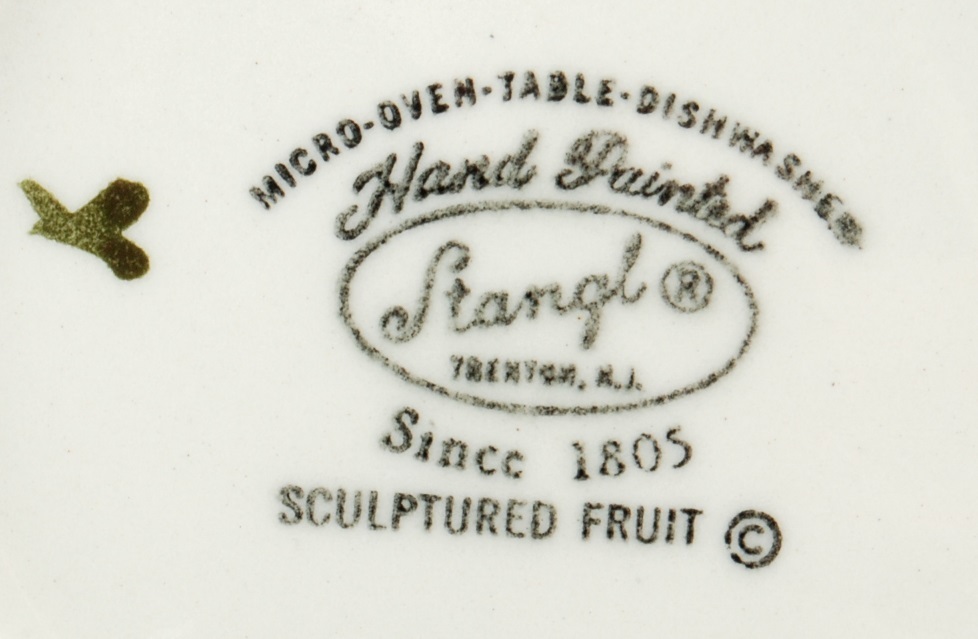 MICRO-OVEN-TABLE-DISHWASHER
Hand Painted
Stangl ®
TRENTON, N.J.
Since 1805
SCULPTURED FRUIT ©